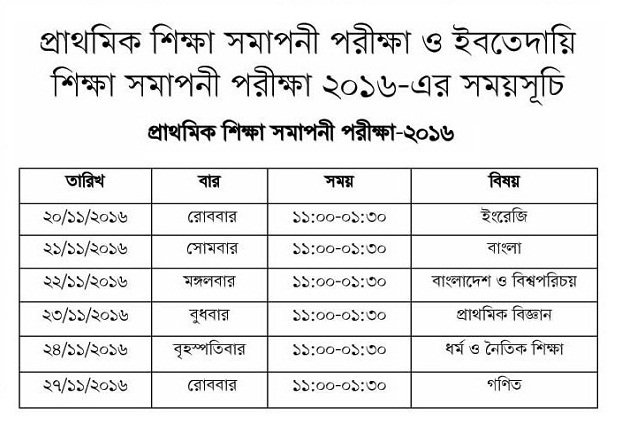 প্রাথমিক শিক্ষা সমাপনী পরীক্ষা ও ইবতেদায়ি
শিক্ষা সমাপনী পরীক্ষা ২০১৬-এর সময়সূচি
প্রাথমিক শিক্ষা সমাপনী পরীক্ষা-২০১৬
তারিখ বার সময় বিষয়
২০/১১/২০১৬ রোববার ১১:০০-০১:৩০ ইংরেজি
২১/১১/২০১৬ সোমবার ১১:০০-০১:৩০ বাংলা
২২/১১/২০১৬ মঙ্গলবার ১১:০০-০১:৩০ বাংলাদেশ ও বিশ্বপরিচয়
২৩/১১/২০১৬ বুধবার ১১:০০-০১:৩০ প্রাথমিক বিজ্ঞান
২৪/১১/২০১৬ বৃহস্পতিবার ১১:০০-০১:৩০ ধর্ম ও নৈতিক শিক্ষা
২৭/১১/২০১৬ রোববার ১১:০০-০১:৩০ গণিত